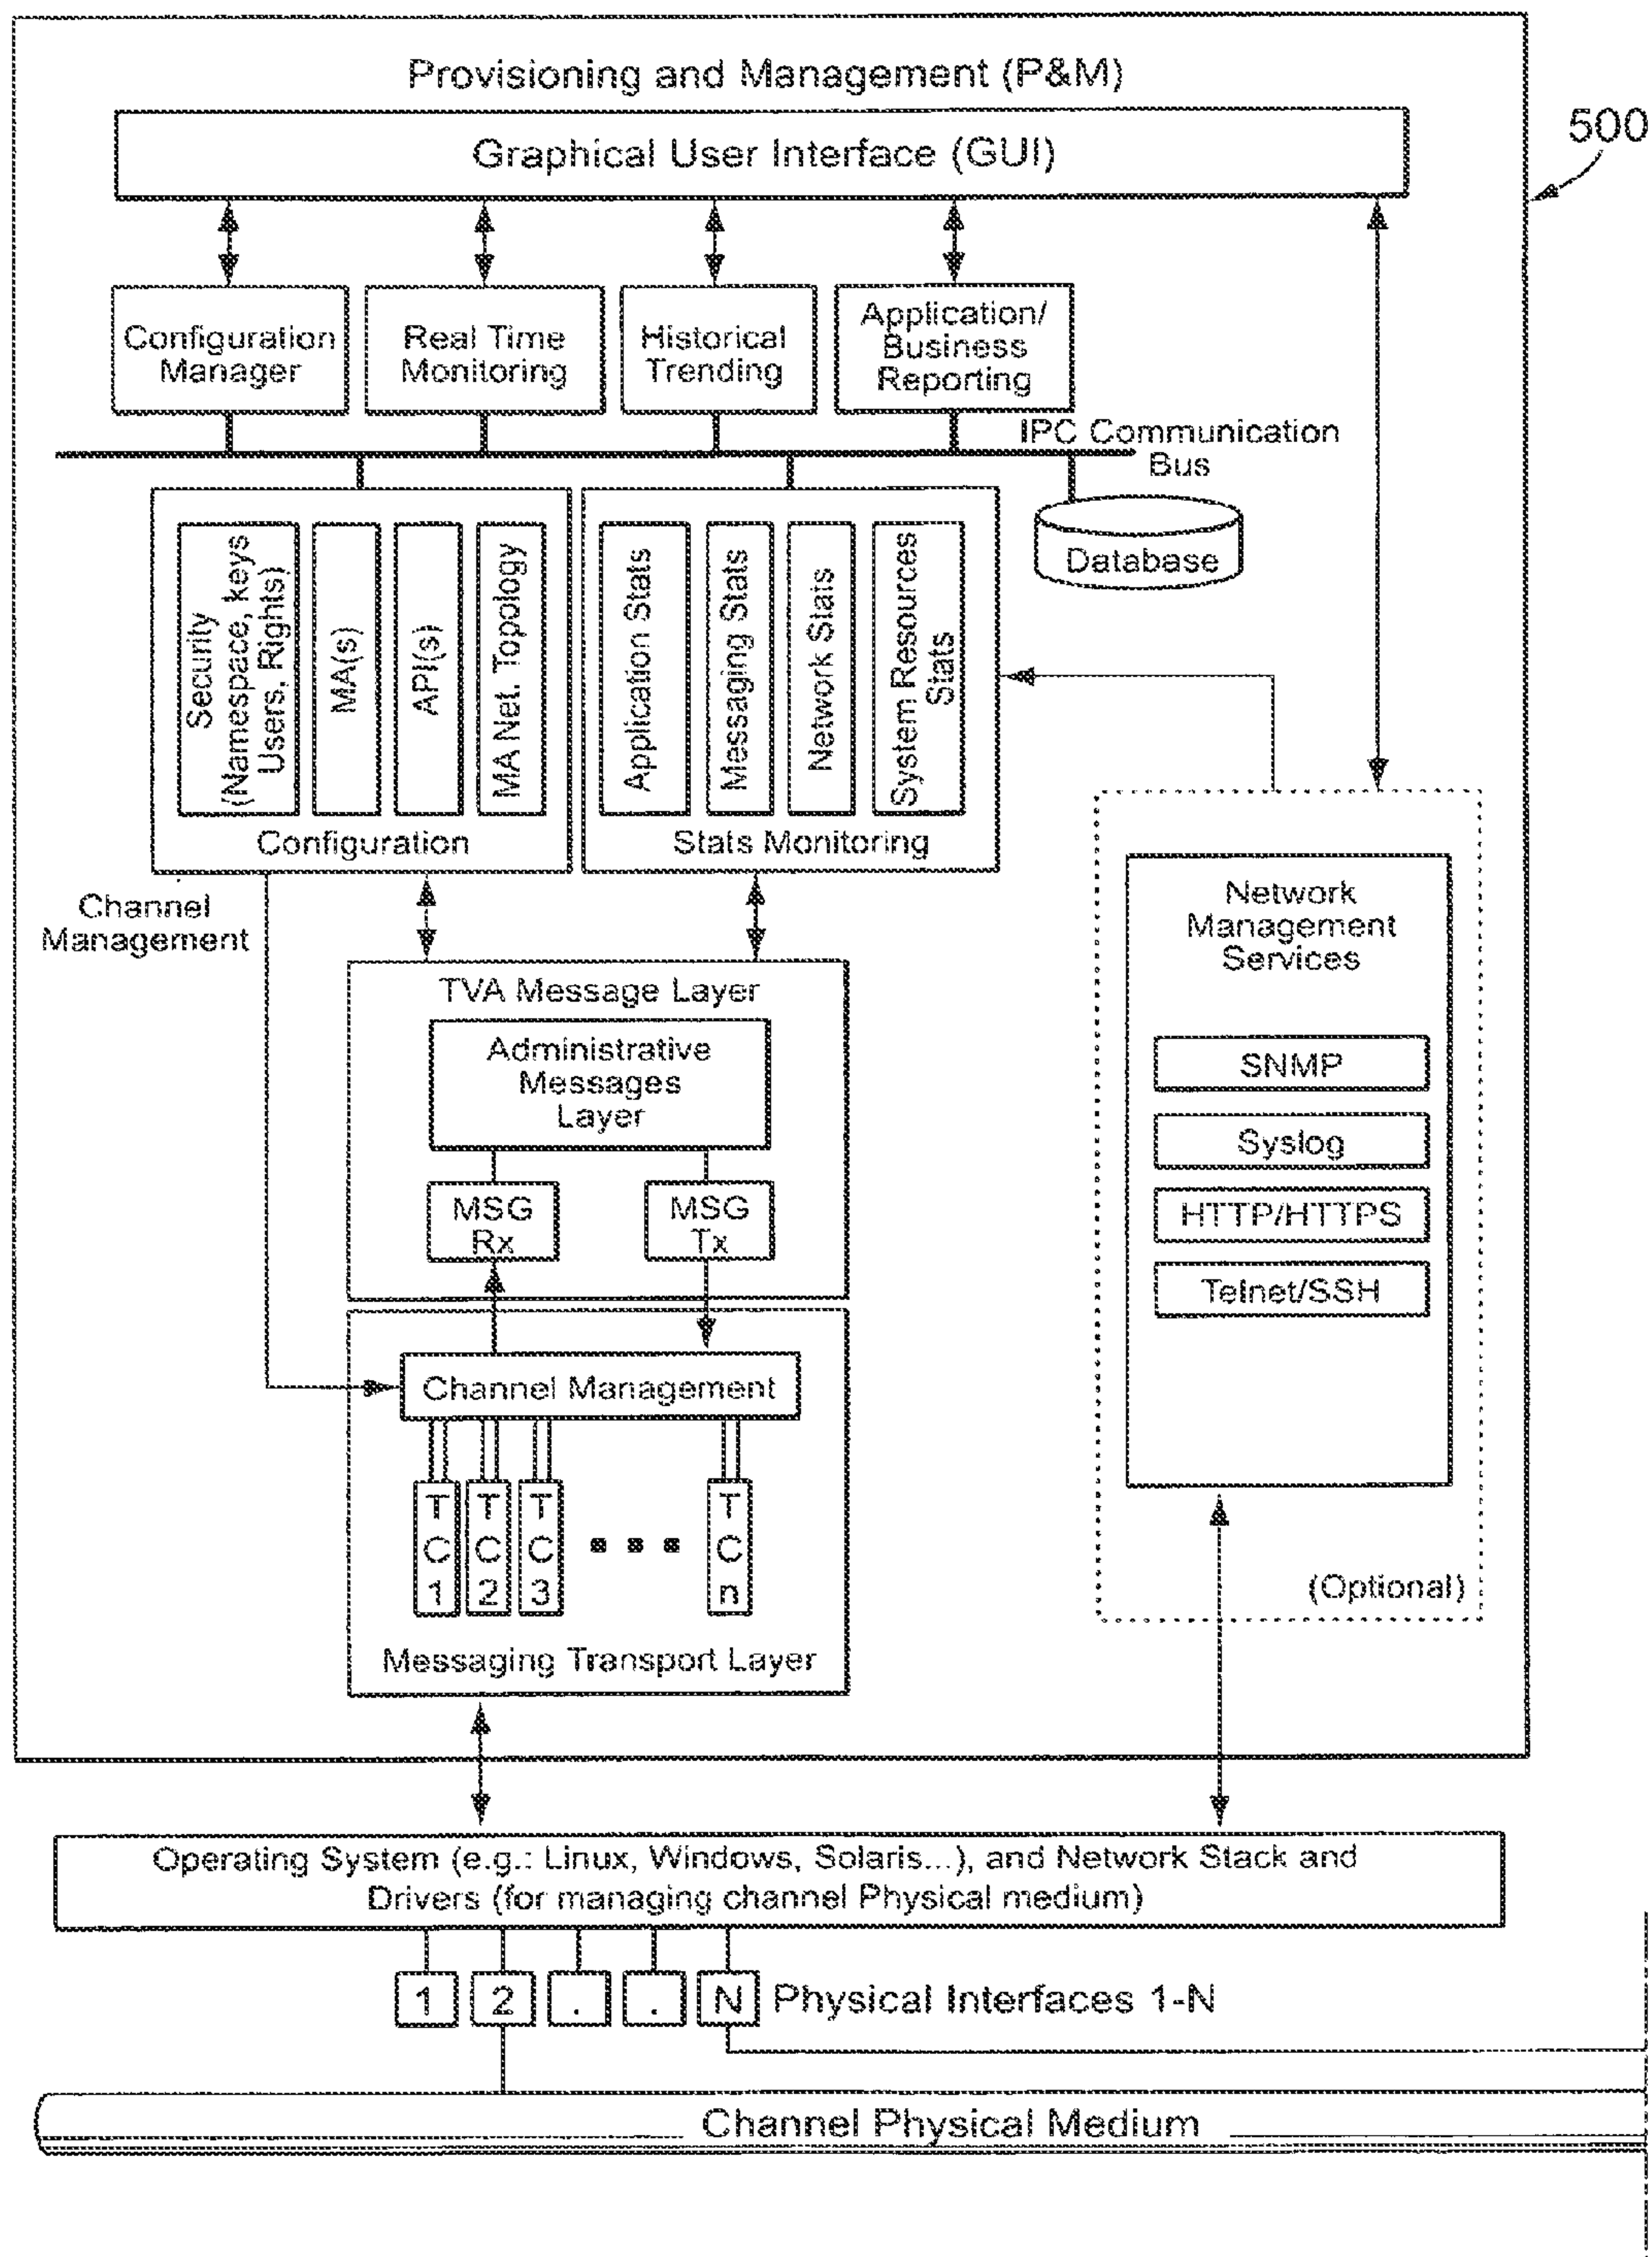 Provisioning and Management (P&M)
500
Graphical User Interface (GUI)
Configuration
Manager
Real Time
Monitoring
Historical
Trending
Application/
Business
Reporting
IPC Communication
Bus
Database
Security
(Namespace, keys
Users, Rights)
MA(s)
API(s)
MA Net. Topology
Configuration
Application Stats
Messaging Stats
Network Stats
System Resources
Stats
Stats Monitoring
Channel
Management
TVA Message Layer
Administrative
Messages
Layer
MSG
Rx
MSG
Tx
Channel Management
T
C
1
T
C
2
T
C
3
T
C
n
Messaging Transport Layer
Network
Management
Services
SNMP
Syslog
HTTP/HTTPS
Telnet/SSH
(Optional)
Operating System (e.g.: Linux, Windows, Solaris...), and Network Stack and
Drivers (for managing channel Physical medium)
1 2 . . N Physical Interfaces 1-N
Channel Physical Medium